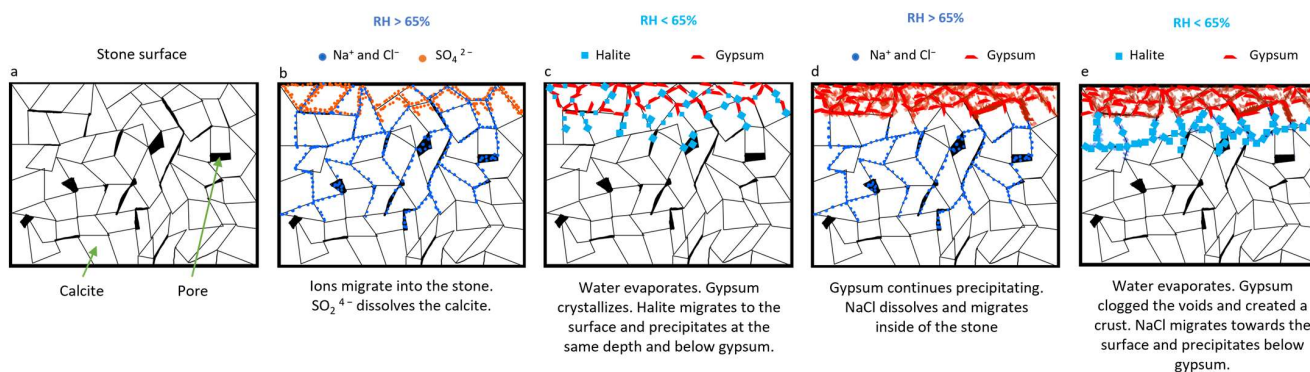 RH > 65%
RH < 65%
RH > 65%
RH < 65%
Stone surface
Na⁺ and Cl⁻
SO₄ ²⁻
Halite
Gypsum
Na⁺ and Cl⁻
Gypsum
Halite
Gypsum
a
b
c
d
e
Calcite
Pore
Ions migrate into the stone.
SO₂ ⁴⁻ dissolves the calcite.
Water evaporates. Gypsum
crystallizes. Halite migrates to the
surface and precipitates at the
same depth and below gypsum.
Gypsum continues precipitating.
NaCl dissolves and migrates
inside of the stone
Water evaporates. Gypsum
clogged the voids and created a
crust. NaCl migrates towards the
surface and precipitates below
gypsum.